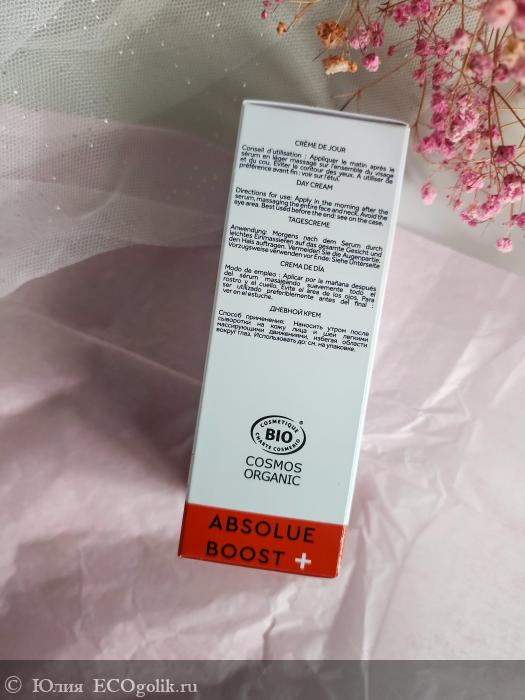 CRÈME DE JOUR
Conseil d'utilisation : Appliquer le matin après le
sérum en léger massage sur l'ensemble du visage
et du cou. Eviter le contour des yeux. A utiliser de
préférence avant fin : voir sur l'étui.
DAY CREAM
Directions for use: Apply in the morning after the
serum, massaging the entire face and neck. Avoid the
eye area. Best used before the end: see on the case.
TAGESCREME
Anwendung: Morgens nach dem Serum durch
leichtes Einmassieren auf das gesamte Gesicht und
den Hals auftragen. Vermeiden Sie die Augenpartie.
Vorzugsweise verwenden vor Ende: Siehe Unterseite
CREMA DE DÍA
Modo de empleo : Aplicar por la mañana después
del sérum masajeando suavemente todo el
rostro y el cuello. Evite el área de los ojos. Para
ser utilizado preferiblemente antes del final :
ver en el estuche.
ДНЕВНОЙ КРЕМ
Способ применения: Наносить утром после
сыворотки на кожу лица и шеи легкими
массирующими движениями, избегая области
вокруг глаз. Использовать до: см. на упаковке.
COSMETIQUE
BIO
CHARTE COSMEBIO
®
COSMOS
ORGANIC
ABSOLUE
BOOST +
© Юлия ECOgolik.ru